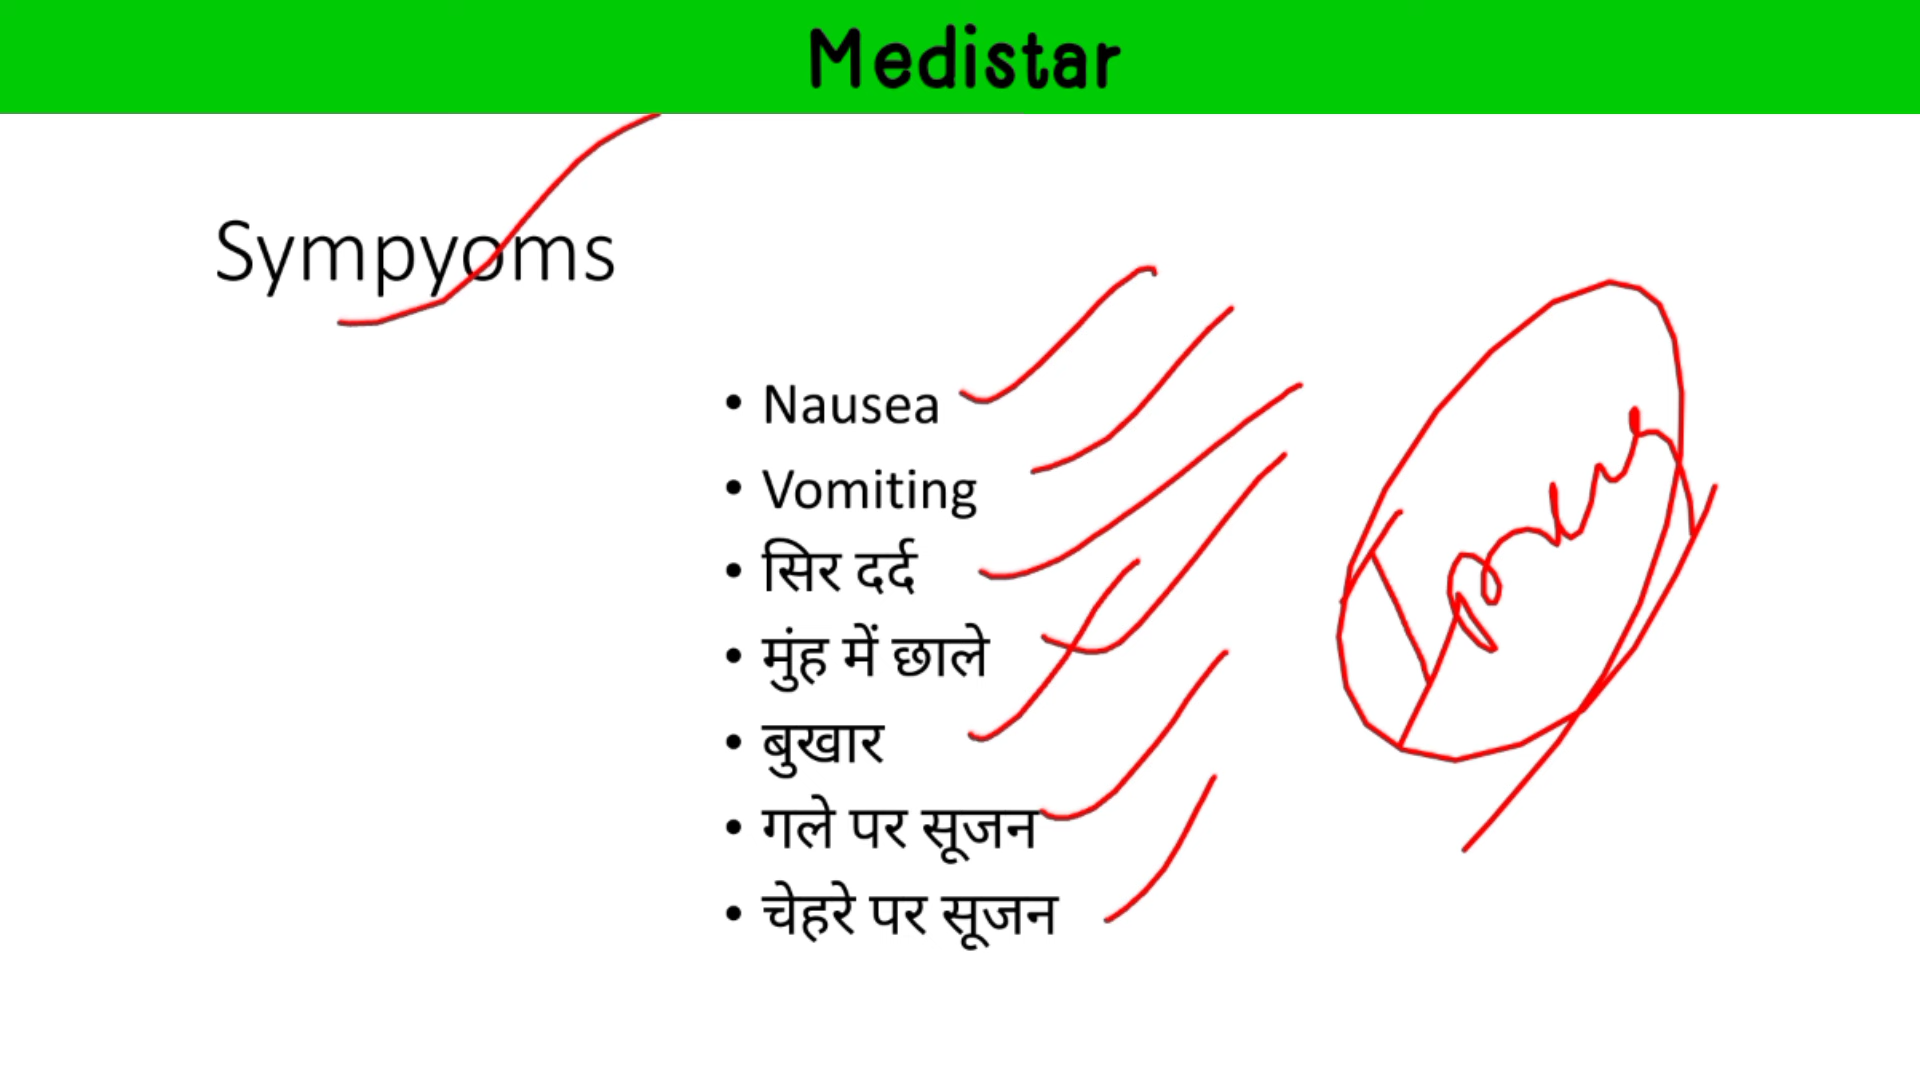 Medistar
Sympyoms
• Nausea
• Vomiting
• सिर दर्द
• मुंह में छाले
• बुखार
• गले पर सूजन
• चेहरे पर सूजन